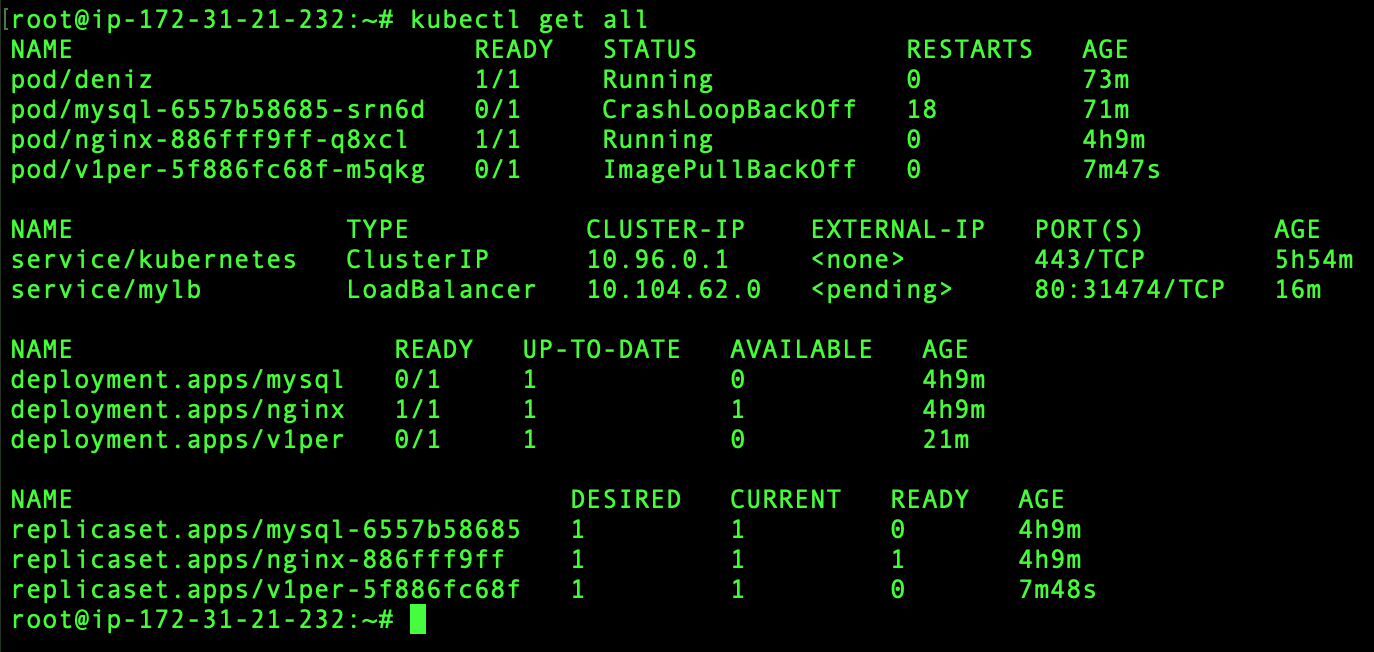 [root@ip-172-31-21-232:~# kubectl get all
NAME                         READY   STATUS             RESTARTS   AGE
pod/deniz                    1/1     Running            0          73m
pod/mysql-6557b58685-srn6d   0/1     CrashLoopBackOff   18         71m
pod/nginx-886fff9ff-q8xcl    1/1     Running            0          4h9m
pod/v1per-5f886fc68f-m5qkg   0/1     ImagePullBackOff   0          7m47s

NAME                 TYPE           CLUSTER-IP    EXTERNAL-IP   PORT(S)        AGE
service/kubernetes   ClusterIP      10.96.0.1     <none>        443/TCP        5h54m
service/mylb         LoadBalancer   10.104.62.0   <pending>     80:31474/TCP   16m

NAME                    READY   UP-TO-DATE   AVAILABLE   AGE
deployment.apps/mysql   0/1     1            0           4h9m
deployment.apps/nginx   1/1     1            1           4h9m
deployment.apps/v1per   0/1     1            0           21m

NAME                               DESIRED   CURRENT   READY   AGE
replicaset.apps/mysql-6557b58685   1         1         0       4h9m
replicaset.apps/nginx-886fff9ff    1         1         1       4h9m
replicaset.apps/v1per-5f886fc68f   1         1         0       7m48s
root@ip-172-31-21-232:~#